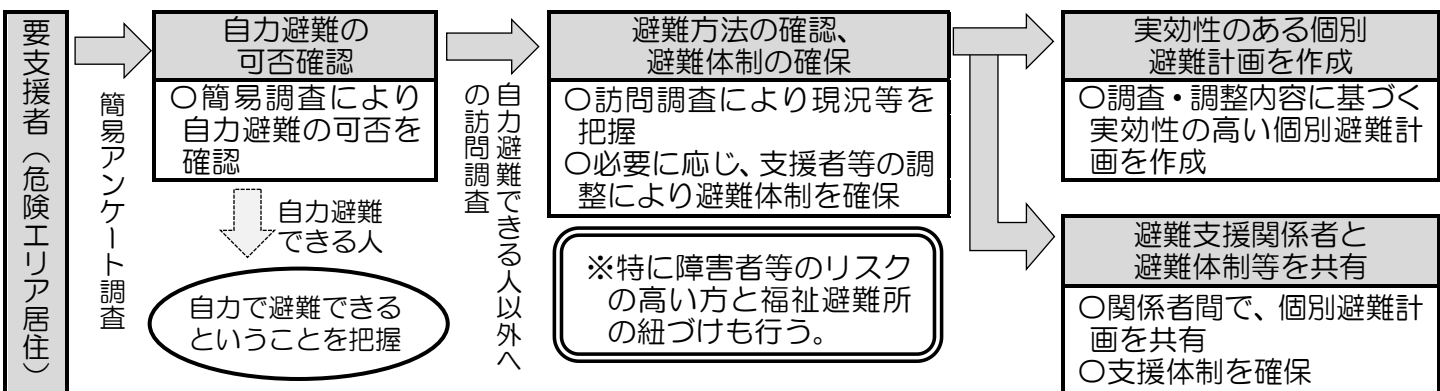 要支援者（危険エリア居住）
簡易アンケート調査
自力避難の
可否確認
〇簡易調査により
自力避難の可否を
確認
自力避難
できる人
自力で避難できる
ということを把握
自力避難できる人以外へ
の訪問調査
避難方法の確認、
避難体制の確保
〇訪問調査により現況等を
把握
〇必要に応じ、支援者等の調
整により避難体制を確保
※特に障害者等のリスク
の高い方と福祉避難所
の紐づけも行う。
実効性のある個別
避難計画を作成
〇調査・調整内容に基づく
実効性の高い個別避難計
画を作成
避難支援関係者と
避難体制等を共有
〇関係者間で、個別避難計
画を共有
〇支援体制を確保